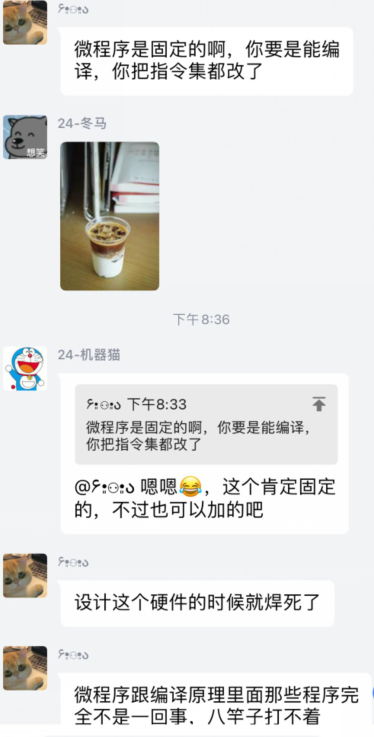 ۶ঃ⚇ঃ১
微程序是固定的啊，你要是能编
译，你把指令集都改了
24-冬马
想笑
下午8:36
24-机器猫
下午8:33
微程序是固定的啊，你要是能编译，
你把指令集都改了
嗯嗯😂，这个肯定固定
的，不过也可以加的吧
设计这个硬件的时候就焊死了
微程序跟编译原理里面那些程序完
全不是一回事，八竿子打不着